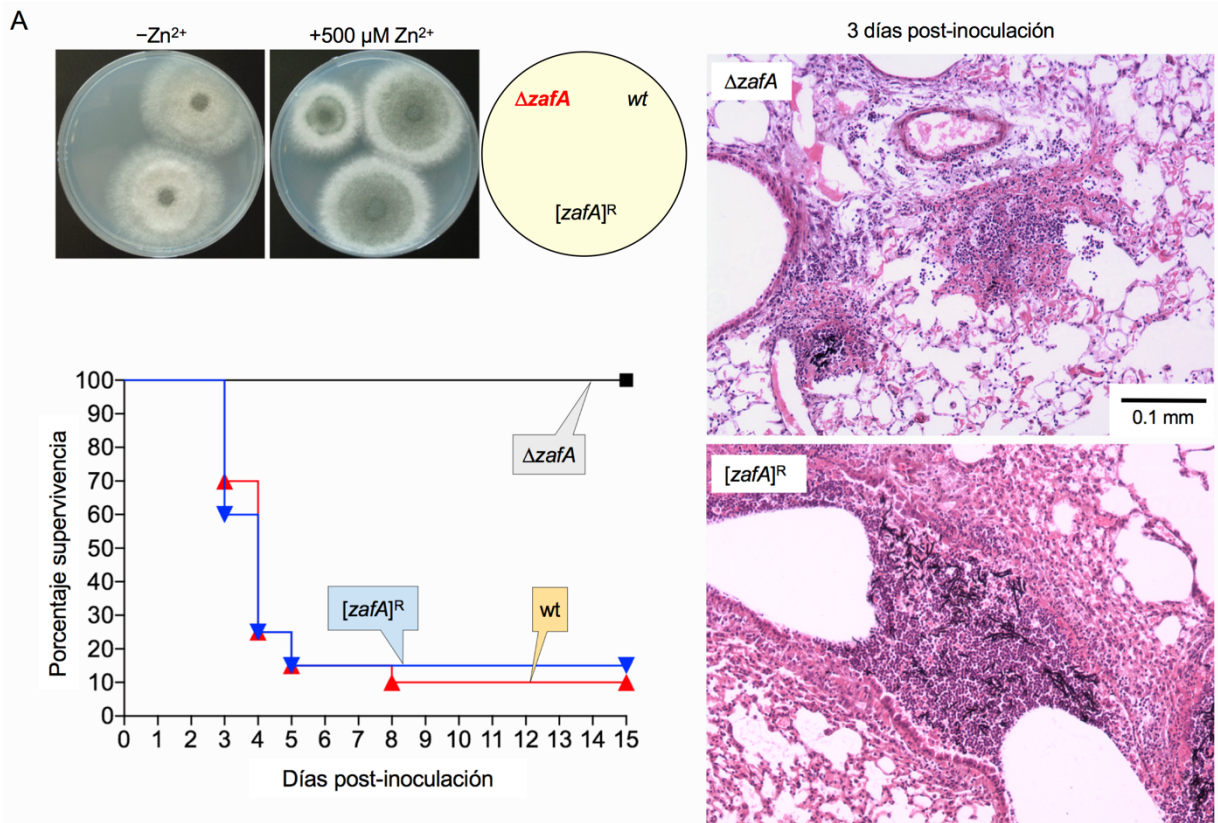 A
−Zn²⁺
+500 µM Zn²⁺
ΔzafA
wt
[zafA]ᴿ
3 días post-inoculación
ΔzafA
0.1 mm
[zafA]ᴿ
Porcentaje supervivencia
100
90
80
70
60
50
40
30
20
10
0
ΔzafA
[zafA]ᴿ
wt
0 1 2 3 4 5 6 7 8 9 10 11 12 13 14 15
Días post-inoculación